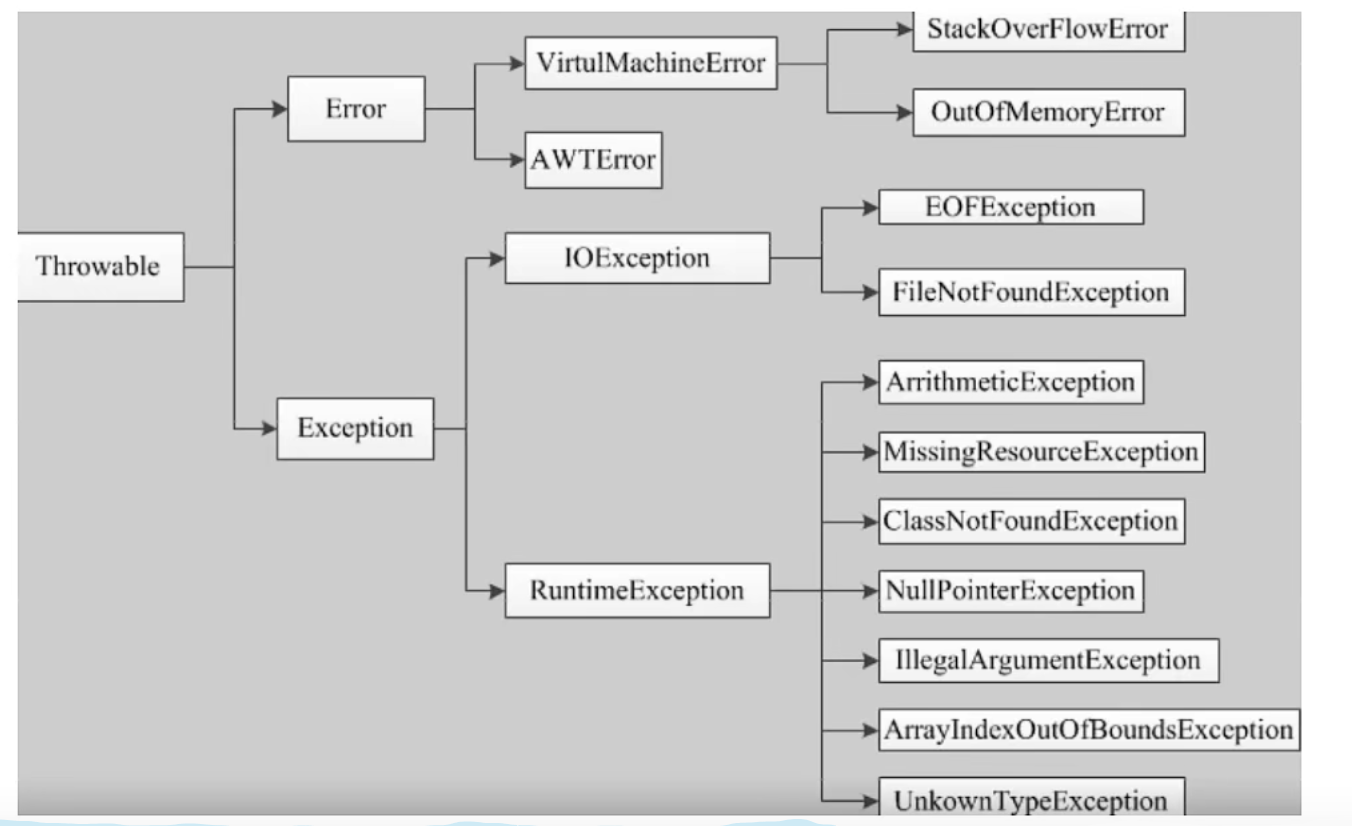 StackOverFlowError
VirtulMachineError
Error
OutOfMemoryError
AWTError
EOFException
IOException
Throwable
FileNotFoundException
ArrithmeticException
Exception
MissingResourceException
ClassNotFoundException
RuntimeException
NullPointerException
IllegalArgumentException
ArrayIndexOutOfBoundsException
UnkownTypeException